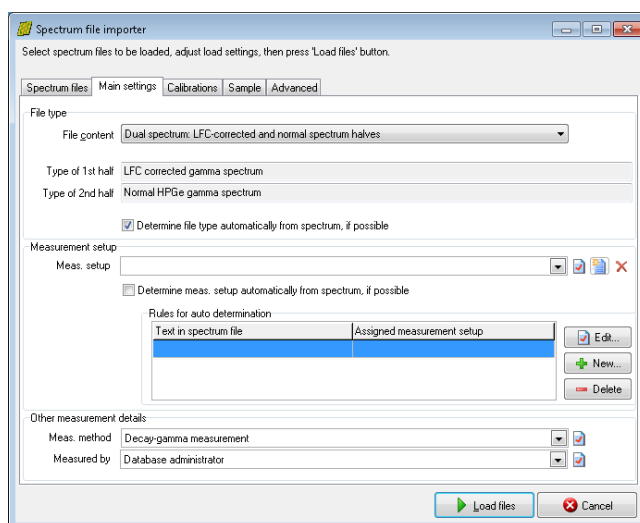 Spectrum file importer
Select spectrum files to be loaded, adjust load settings, then press 'Load files' button.
Spectrum files Main settings Calibrations Sample Advanced
File type
File content Dual spectrum: LFC-corrected and normal spectrum halves
Type of 1st half LFC corrected gamma spectrum
Type of 2nd half Normal HPGe gamma spectrum
Determine file type automatically from spectrum, if possible
Measurement setup
Meas. setup
Determine meas. setup automatically from spectrum, if possible
Rules for auto determination
Text in spectrum file Assigned measurement setup
Edit...
New...
Delete
Other measurement details
Meas. method Decay-gamma measurement
Measured by Database administrator
Load files Cancel